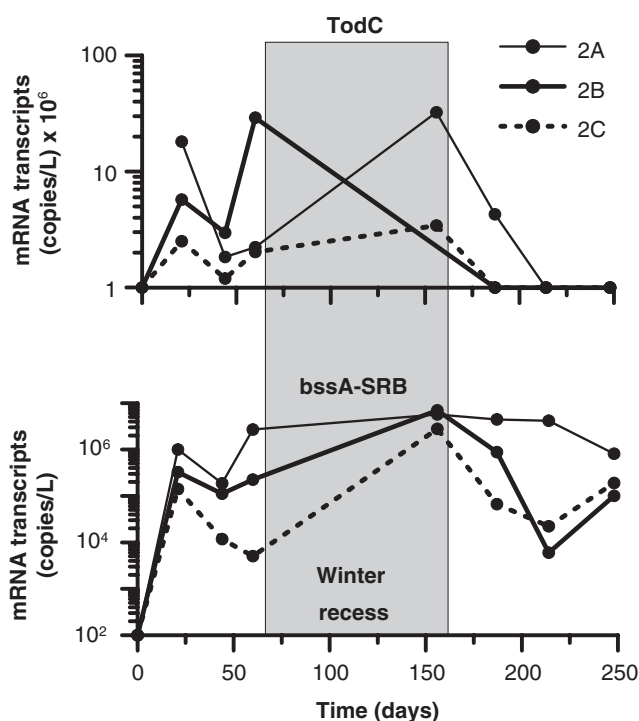 TodC
2A
2B
2C
mRNA transcripts
(copies/L) x 10⁶
100
10
1
bssA-SRB
mRNA transcripts
(copies/L)
10⁶
10⁴
10²
Winter
recess
0
50
100
150
200
250
Time (days)